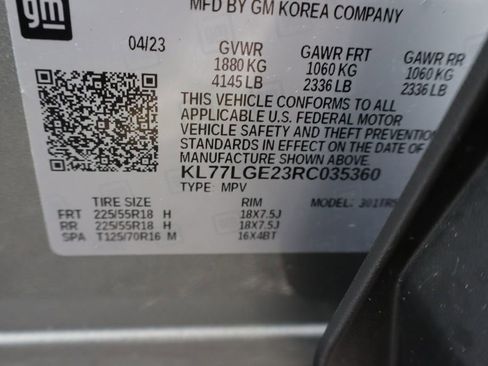 gm
MFD BY GM KOREA COMPANY
04/23 GVWR GAWR FRT GAWR RR
1880 KG 1060 KG 1060 KG
4145 LB 2336 LB 2336 LB
THIS VEHICLE CONFORMS TO ALL
APPLICABLE U.S. FEDERAL MOTOR
VEHICLE SAFETY AND THEFT PREVENTION
STANDARDS IN EFFECT ON THE DATE O
MANUFACTURE SHOWN ABOVE.
KL77LGE23RC035360
TYPE: MPV MODEL: 301TR5
TIRE SIZE RIM
FRT 225/55R18 H 18X7.5J
RR 225/55R18 H 18X7.5J
SPA T125/70R16 M 16X4BT